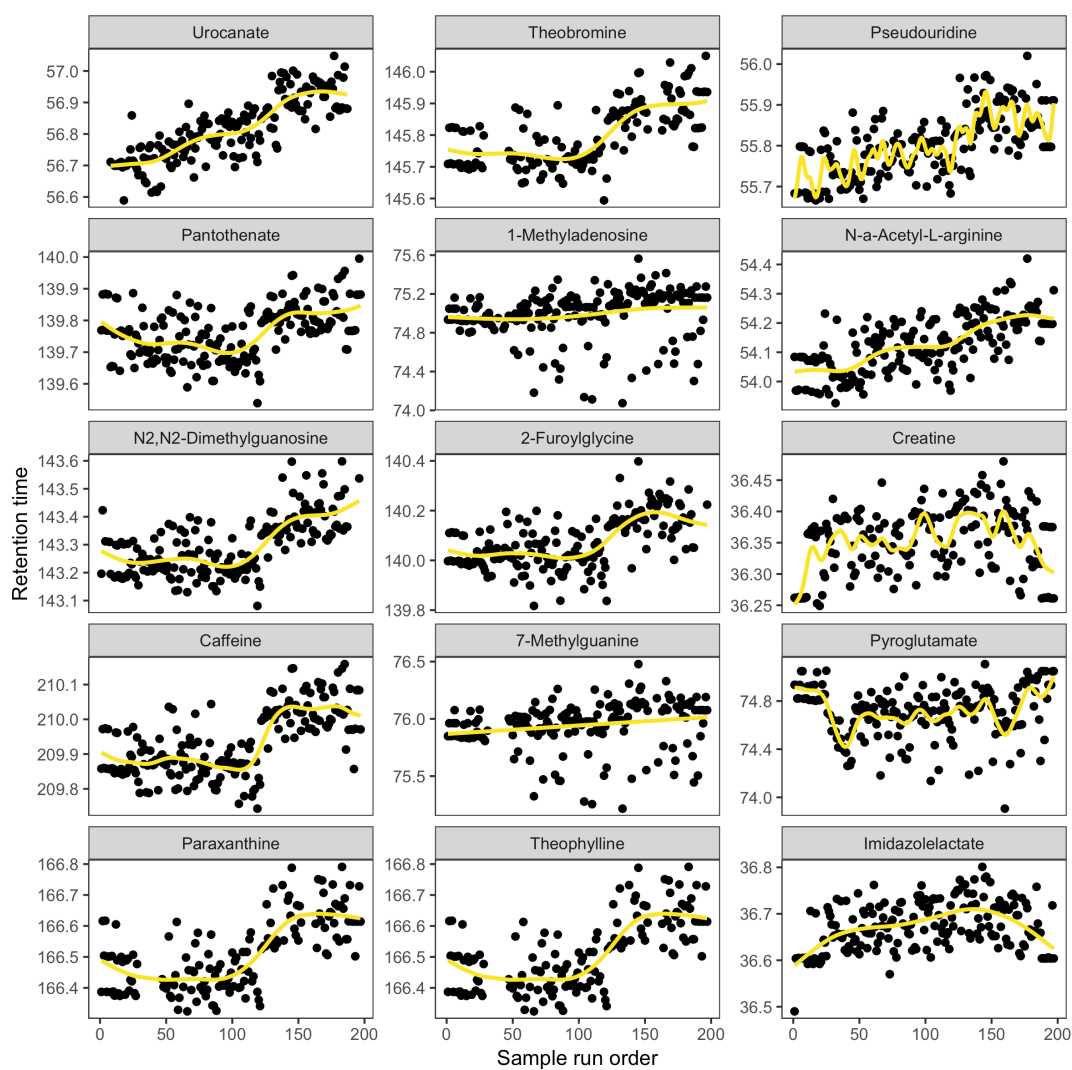 Urocanate Theobromine Pseudouridine
57.0 56.9 56.8 56.7 56.6
146.0 145.9 145.8 145.7 145.6
56.0 55.9 55.8 55.7
Pantothenate 1-Methyladenosine N-a-Acetyl-L-arginine
140.0 139.9 139.8 139.7 139.6
75.6 75.2 74.8 74.4 74.0
54.4 54.3 54.2 54.1 54.0
N2,N2-Dimethylguanosine 2-Furoylglycine Creatine
143.6 143.5 143.4 143.3 143.2 143.1
140.4 140.2 140.0 139.8
36.45 36.40 36.35 36.30 36.25
Caffeine 7-Methylguanine Pyroglutamate
210.1 210.0 209.9 209.8
76.5 76.0 75.5
74.8 74.4 74.0
Paraxanthine Theophylline Imidazolelactate
166.8 166.7 166.6 166.5 166.4
166.8 166.7 166.6 166.5 166.4
36.8 36.7 36.6 36.5
0 50 100 150 200 0 50 100 150 200 0 50 100 150 200
Sample run order
Retention time